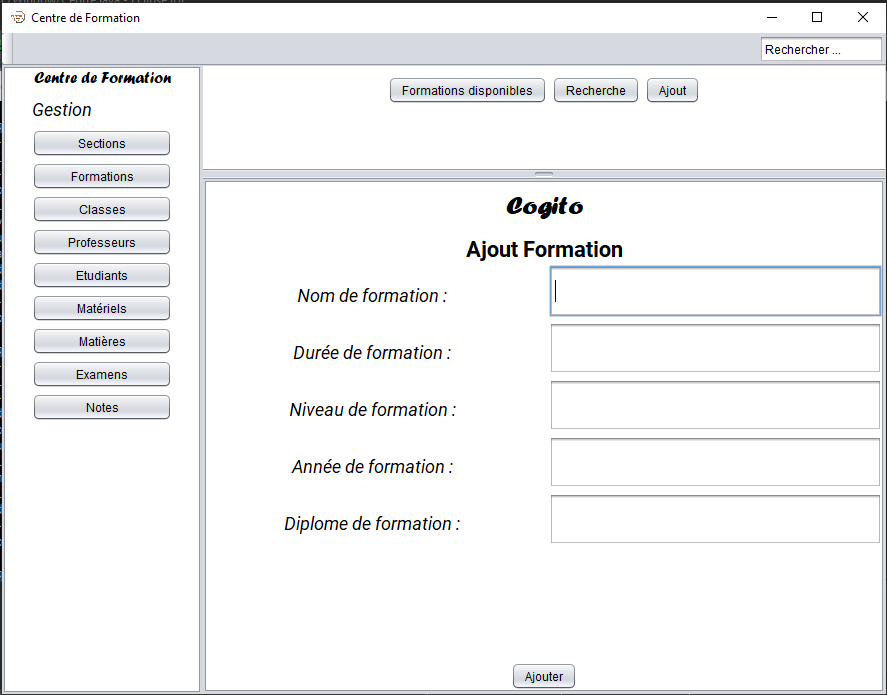 Centre de Formation
Rechercher ...
Centre de Formation
Gestion
Sections
Formations
Classes
Professeurs
Etudiants
Matériels
Matières
Examens
Notes
Formations disponibles Recherche Ajout
Cogito
Ajout Formation
Nom de formation :
Durée de formation :
Niveau de formation :
Année de formation :
Diplome de formation :
Ajouter